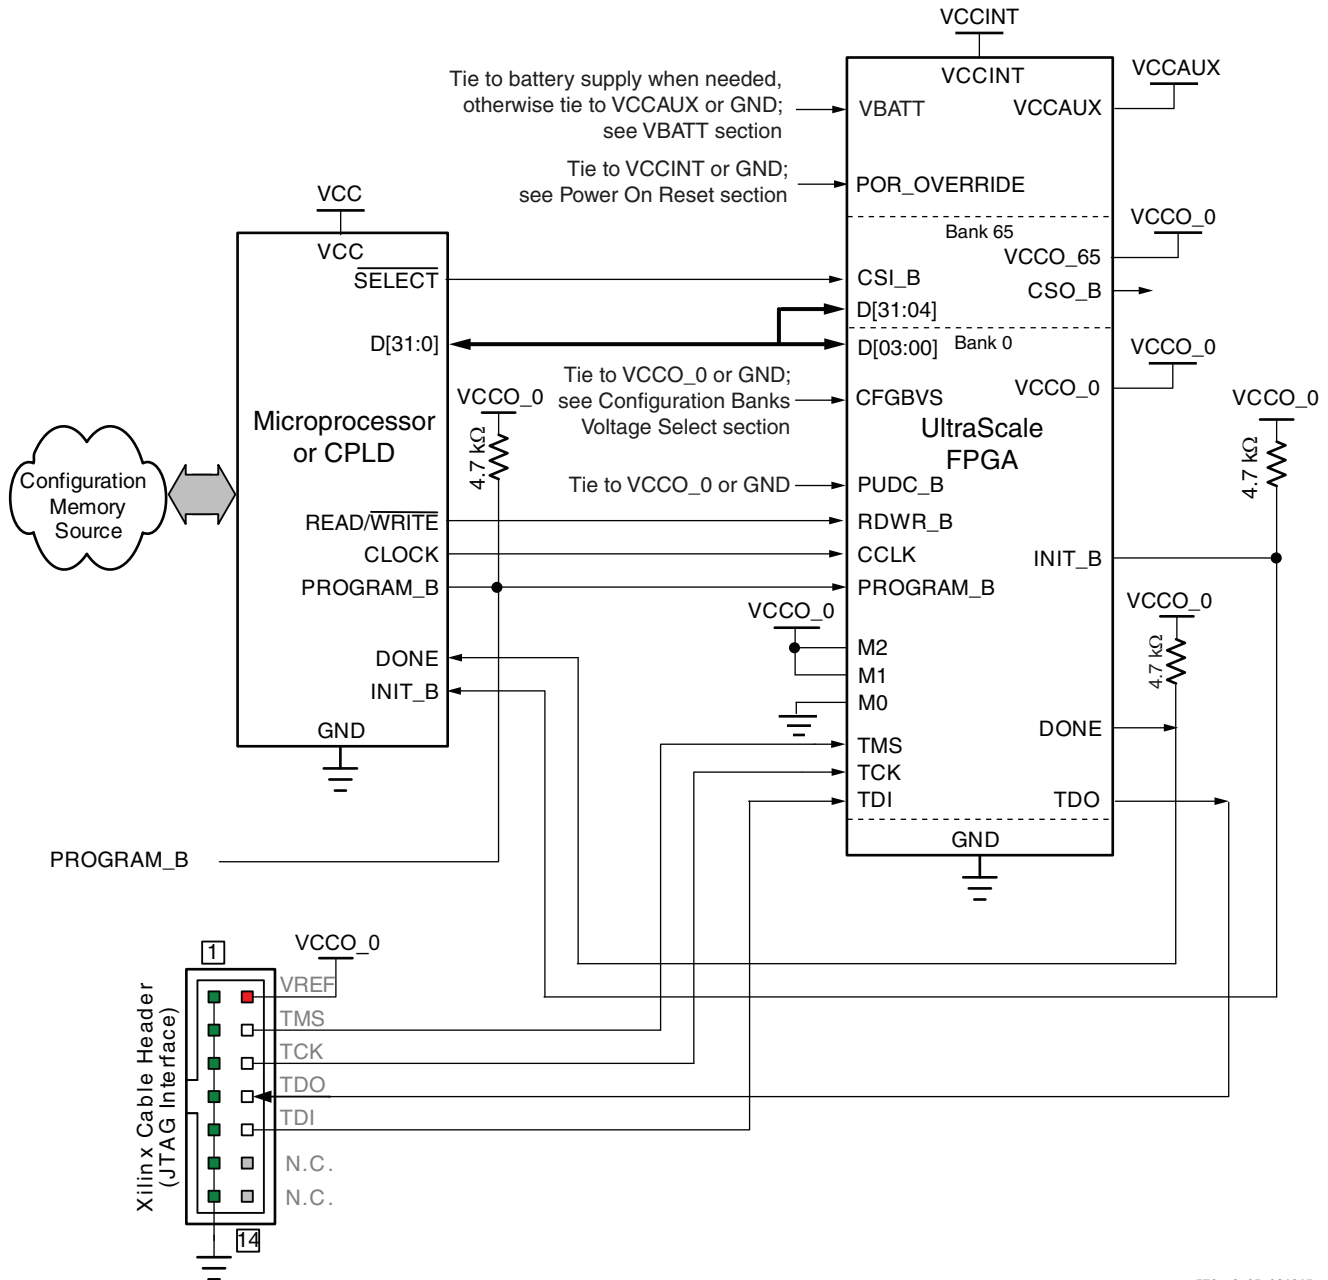 VCCINT
VCCINT
VCCAUX
Tie to battery supply when needed,
otherwise tie to VCCAUX or GND;
see VBATT section
VBATT
VCCAUX
Tie to VCCINT or GND;
see Power On Reset section
POR_OVERRIDE
VCC
VCC
Bank 65
VCCO_0
VCCO_65
SELECT
CSI_B
CSO_B
D[31:04]
D[31:0]
D[03:00]
Bank 0
VCCO_0
Tie to VCCO_0 or GND;
see Configuration Banks
Voltage Select section
CFGBVS
VCCO_0
VCCO_0
VCCO_0
4.7 kΩ
4.7 kΩ
Microprocessor
or CPLD
UltraScale
FPGA
Configuration
Memory
Source
Tie to VCCO_0 or GND
PUDC_B
READ/WRITE
RDWR_B
CLOCK
CCLK
INIT_B
PROGRAM_B
PROGRAM_B
VCCO_0
VCCO_0
4.7 kΩ
DONE
M2
M1
INIT_B
M0
GND
DONE
TMS
TCK
TDI
TDO
GND
PROGRAM_B
1
VCCO_0
VREF
TMS
TCK
TDO
TDI
N.C.
N.C.
14
Xilinx Cable Header
(JTAG Interface)